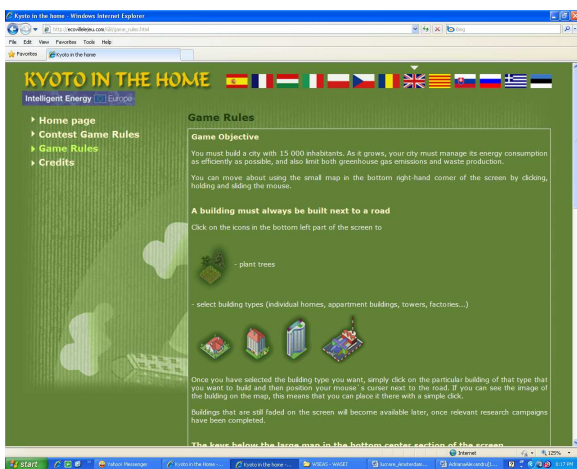 Kyoto in the home - Windows Internet Explorer
http://ecovillelejeu.com
Bing
File Edit View Favorites Tools Help
Favorites Kyoto in the home
KYOTO IN THE HOME
Intelligent Energy Europe
Home page
Contest Game Rules
Game Rules
Credits
Game Rules
Game Objective
You must build a city with 15 000 inhabitants. As it grows, your city must manage its energy consumption
as efficiently as possible, and also limit both greenhouse gas emissions and waste production.
You can move about using the small map in the bottom right-hand corner of the screen by clicking,
holding and sliding the mouse.
A building must always be built next to a road
Click on the icons in the bottom left part of the screen to
- plant trees
- select building types (individual homes, appartment buildings, towers, factories...)
Once you have selected the building type you want, simply click on the particular building of that type that
you want to build and then position your mouse´s curser next to the road. If you can see the image of
the bulding on the map, this means that you can place it there with a simple click.
Buildings that are still faded on the screen will become available later, once relevant research campaigns
have been completed.
The keys below the large map in the bottom center section of the screen
Internet 125%
start Yahoo! Messenger Kyoto in the Home -... Kyoto in the home -... WSEAS - WASET 8:17 PM